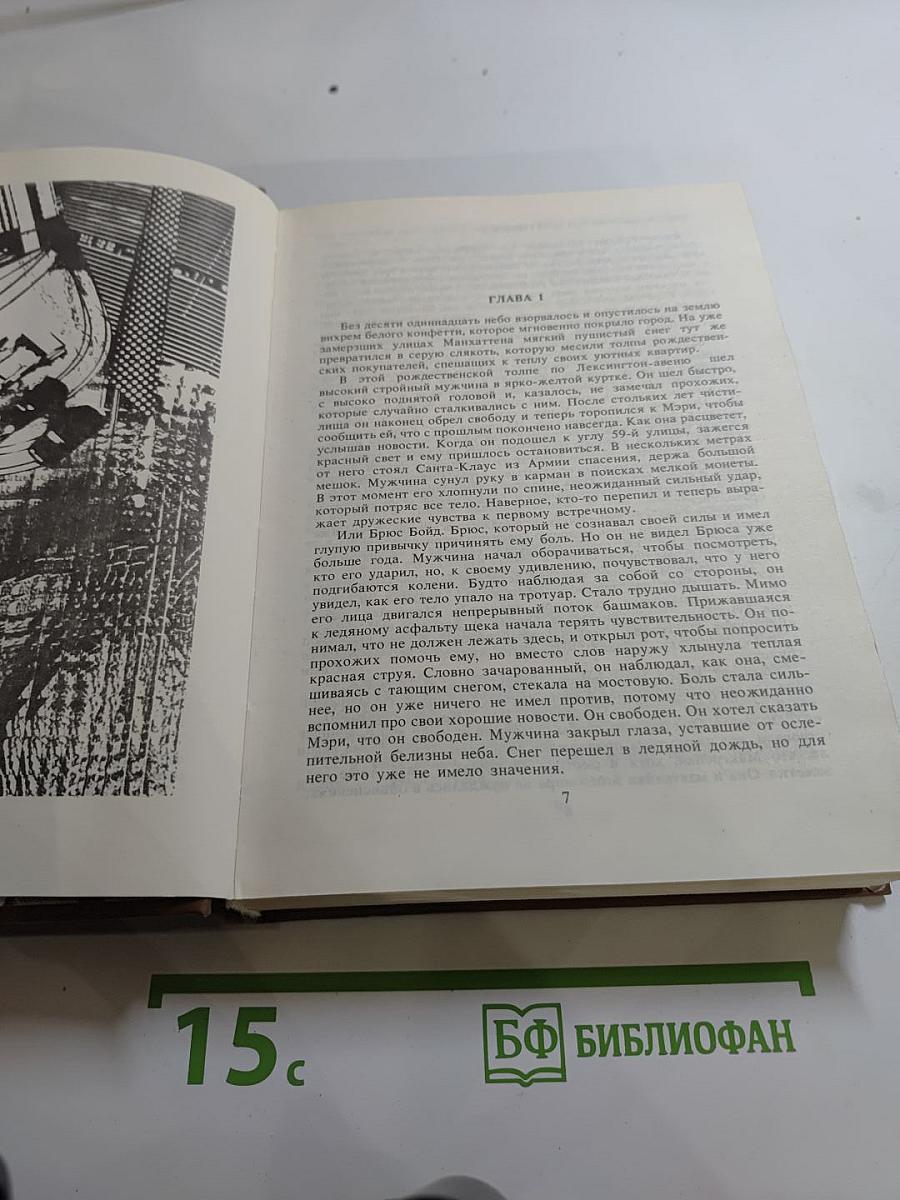 ГЛАВА 1
Без десяти одиннадцать небо взорвалось и опустилось на землю
вихрем белого конфетти, которое мгновенно покрыло город. На уже
замерзших улицах Манхаттена мягкий пушистый снег тут же
превратился в серую слякоть, которую месили толпы рождествен-
ских покупателей, спешащих к теплу своих уютных квартир.
В этой рождественской толпе по Лексингтон-авеню шел
высокий стройный мужчина в ярко-желтой куртке. Он шел быстро,
с высоко поднятой головой и, казалось, не замечал прохожих,
которые случайно сталкивались с ним. После стольких лет чисти-
лища он наконец обрел свободу и теперь торопился к Мэри, чтобы
сообщить ей, что с прошлым покончено навсегда. Как она расцветет,
услышав новости. Когда он подошел к углу 59-й улицы, зажегся
красный свет и ему пришлось остановиться. В нескольких метрах
от него стоял Санта-Клаус из Армии спасения, держа большой
мешок. Мужчина сунул руку в карман в поисках мелкой монеты.
В этот момент его хлопнули по спине, неожиданный сильный удар,
который потряс все тело. Наверное, кто-то перепил и теперь выра-
жает дружеские чувства к первому встречному.
Или Брюс Бойд. Брюс, который не сознавал своей силы и имел
глупую привычку причинять ему боль. Но он не видел Брюса уже
больше года. Мужчина начал оборачиваться, чтобы посмотреть,
кто его ударил, но, к своему удивлению, почувствовал, что у него
подгибаются колени. Будто наблюдая за собой со стороны, он
увидел, как его тело упало на тротуар. Стало трудно дышать. Мимо
его лица двигался непрерывный поток башмаков. Прижавшаяся
к ледяному асфальту щека начала терять чувствительность. Он по-
нимал, что не должен лежать здесь, и открыл рот, чтобы попросить
прохожих помочь ему, но вместо слов наружу хлынула теплая
красная струя. Словно зачарованный, он наблюдал, как она, сме-
шиваясь с тающим снегом, стекала на мостовую. Боль стала силь-
нее, но он уже ничего не имел против, потому что неожиданно
вспомнил про свои хорошие новости. Он свободен. Он хотел сказать
Мэри, что он свободен. Мужчина закрыл глаза, уставшие от осле-
пительной белизны неба. Снег перешел в ледяной дождь, но для
него это уже не имело значения.
7
15 с
БФ БИБЛИОФАН